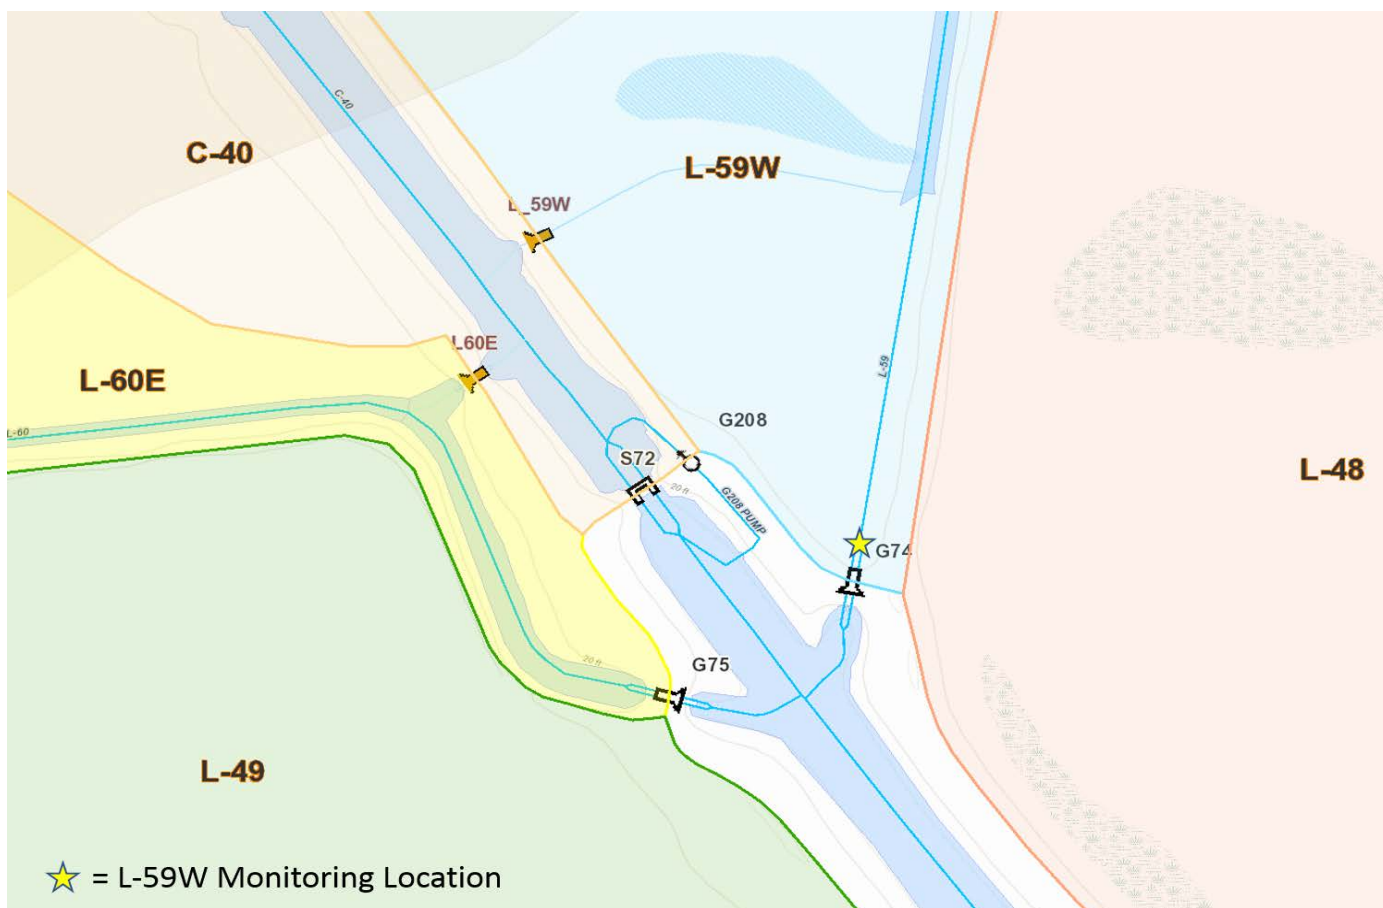 C-40
C-40
L-59W
L_59W
L60E
L-60E
L-59
L-60
G208
S72
20 ft
G208 PUMP
L-48
G74
20 ft
G75
L-49
= L-59W Monitoring Location